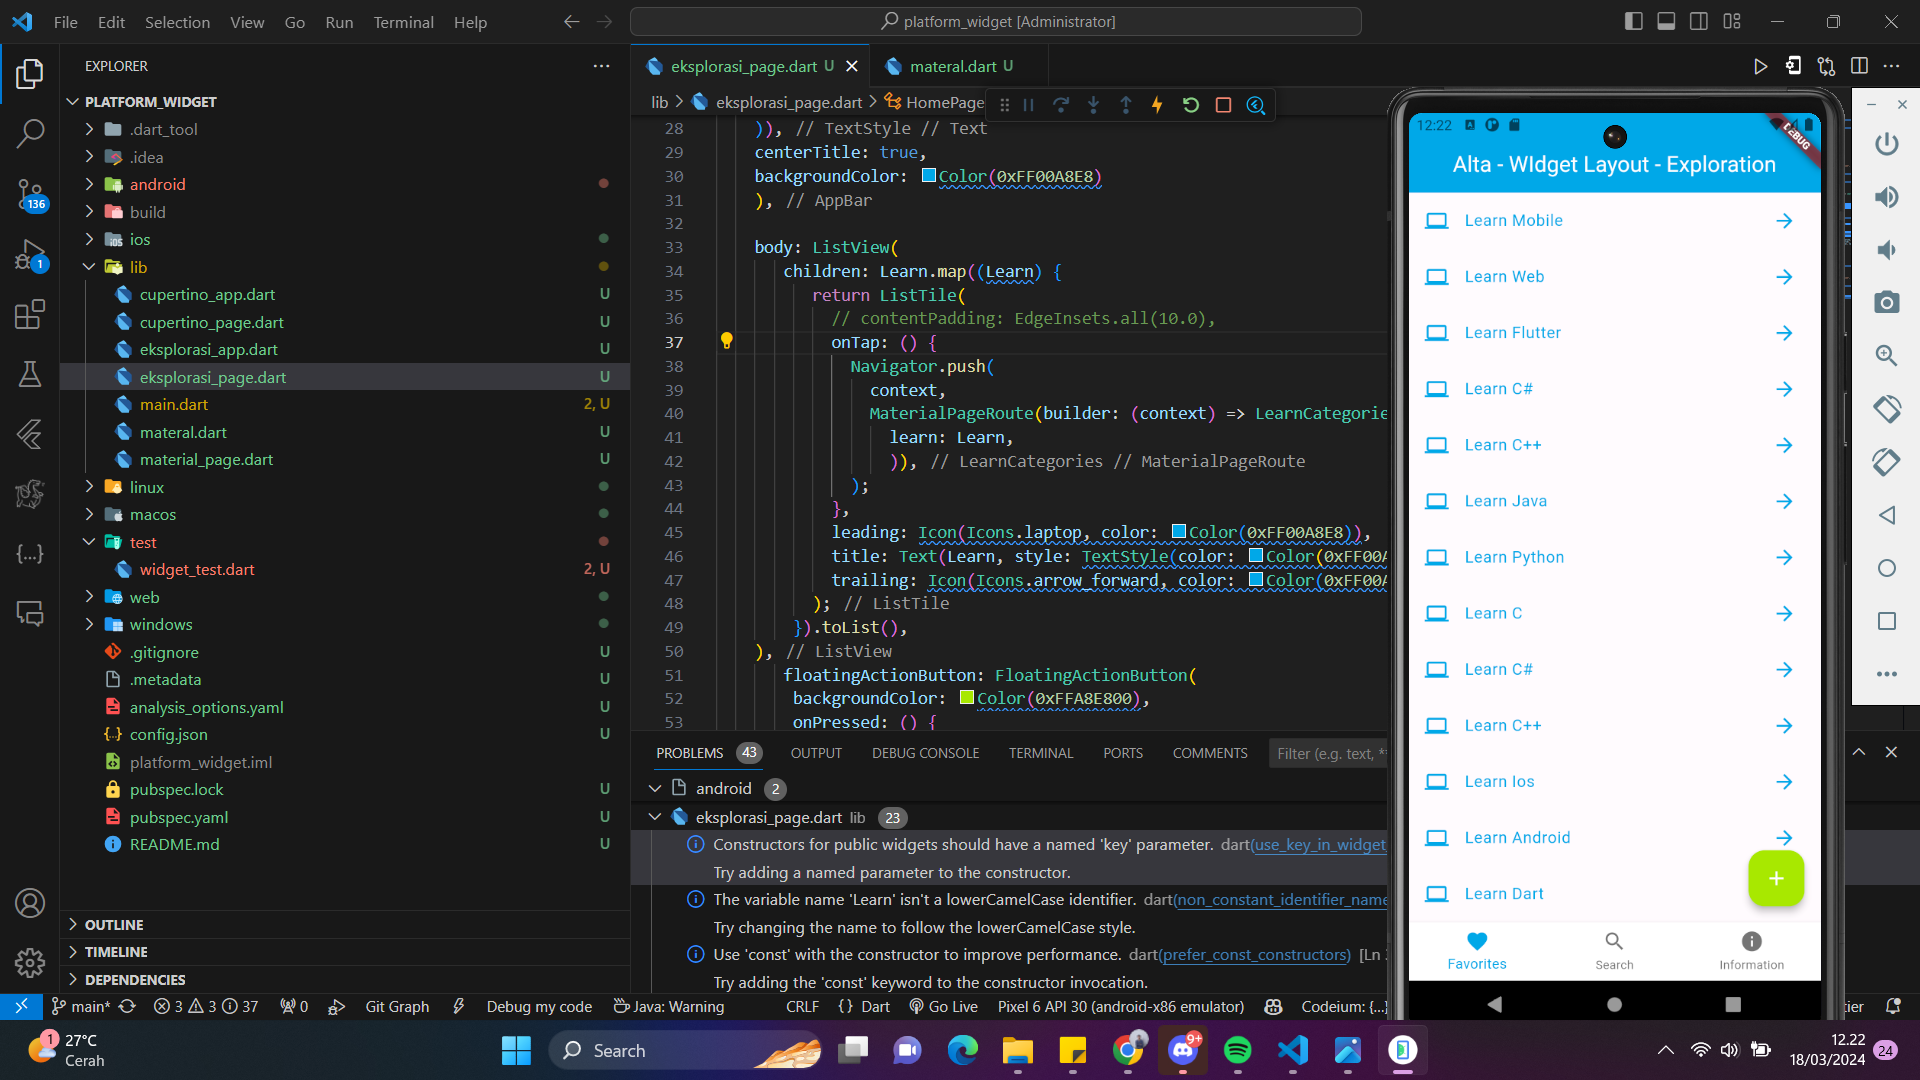 File Edit Selection View Go Run Terminal Help
platform_widget [Administrator]
EXPLORER
PLATFORM_WIDGET
.dart_tool
.idea
android
build
ios
lib
cupertino_app.dart U
cupertino_page.dart U
eksplorasi_app.dart U
eksplorasi_page.dart U
main.dart 2, U
materal.dart U
material_page.dart U
linux
macos
test
widget_test.dart 2, U
web
windows
.gitignore U
.metadata U
analysis_options.yaml U
config.json U
platform_widget.iml
pubspec.lock U
pubspec.yaml U
README.md U
OUTLINE
TIMELINE
DEPENDENCIES
136
1
eksplorasi_page.dart U
materal.dart U
lib > eksplorasi_page.dart > HomePage
28 )), // TextStyle // Text
29 centerTitle: true,
30 backgroundColor: Color(0xFF00A8E8)
31 ), // AppBar
32
33 body: ListView(
34 children: Learn.map((Learn) {
35 return ListTile(
36 // contentPadding: EdgeInsets.all(10.0),
37 onTap: () {
38 Navigator.push(
39 context,
40 MaterialPageRoute(builder: (context) => LearnCategorie
41 learn: Learn,
42 )), // LearnCategories // MaterialPageRoute
43 );
44 },
45 leading: Icon(Icons.laptop, color: Color(0xFF00A8E8)),
46 title: Text(Learn, style: TextStyle(color: Color(0xFF00A
47 trailing: Icon(Icons.arrow_forward, color: Color(0xFF00A
48 ); // ListTile
49 }).toList(),
50 ), // ListView
51 floatingActionButton: FloatingActionButton(
52 backgroundColor: Color(0xFFA8E800),
53 onPressed: () {
PROBLEMS 43 OUTPUT DEBUG CONSOLE TERMINAL PORTS COMMENTS Filter (e.g. text, **
android 2
eksplorasi_page.dart lib 23
Constructors for public widgets should have a named 'key' parameter. dart(use_key_in_widget
Try adding a named parameter to the constructor.
The variable name 'Learn' isn't a lowerCamelCase identifier. dart(non_constant_identifier_name
Try changing the name to follow the lowerCamelCase style.
Use 'const' with the constructor to improve performance. dart(prefer_const_constructors) [Ln
Try adding the 'const' keyword to the constructor invocation.
12:22
DEBUG
Alta - WIdget Layout - Exploration
Learn Mobile
Learn Web
Learn Flutter
Learn C#
Learn C++
Learn Java
Learn Python
Learn C
Learn C#
Learn C++
Learn Ios
Learn Android
Learn Dart
Favorites Search Information
main* 3 3 37 0 Git Graph Debug my code Java: Warning CRLF {} Dart Go Live Pixel 6 API 30 (android-x86 emulator) Codeium: {...} tier
1
27°C
Cerah
Search
9+
12.22
18/03/2024
24